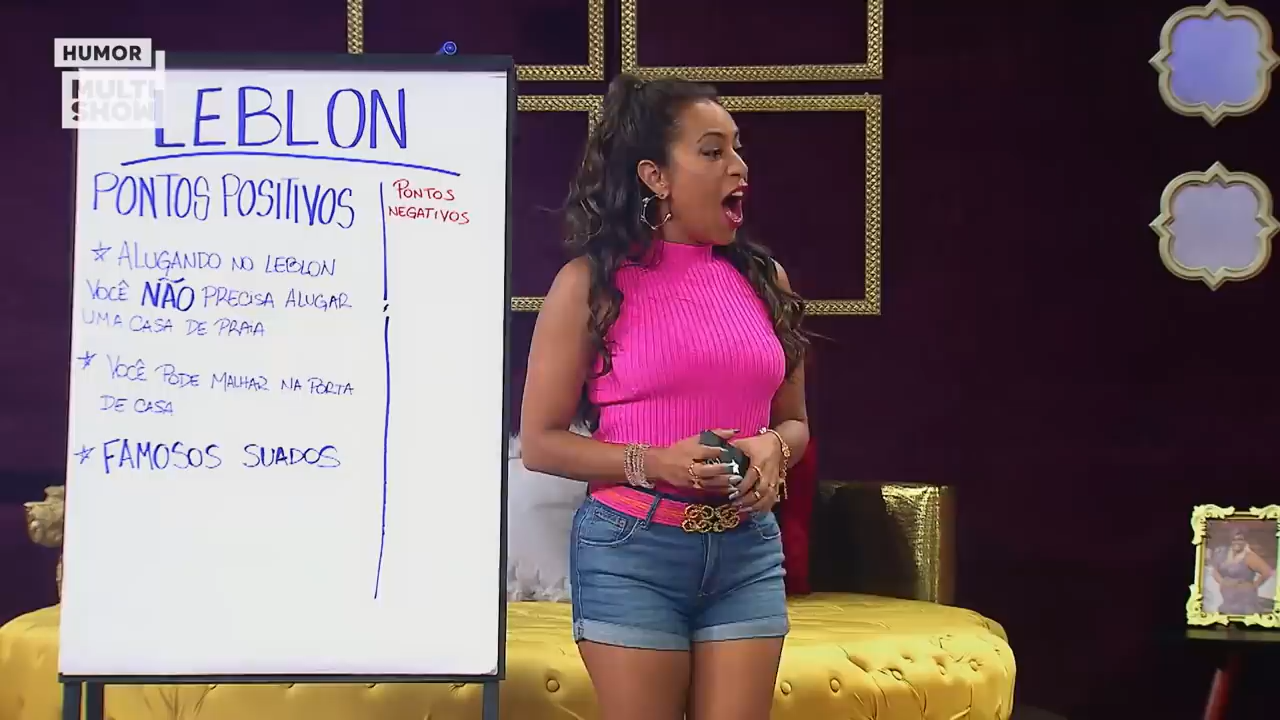 HUMOR
MULTI
SHOW
LEBLON
PONTOS POSITIVOS
ALUGANDO NO LEBLON
VOCÊ NÃO PRECISA ALUGAR
UMA CASA DE PRAIA
VOCÊ PODE MALHAR NA PORTA
DE CASA
FAMOSOS SUADOS
PONTOS
NEGATIVOS